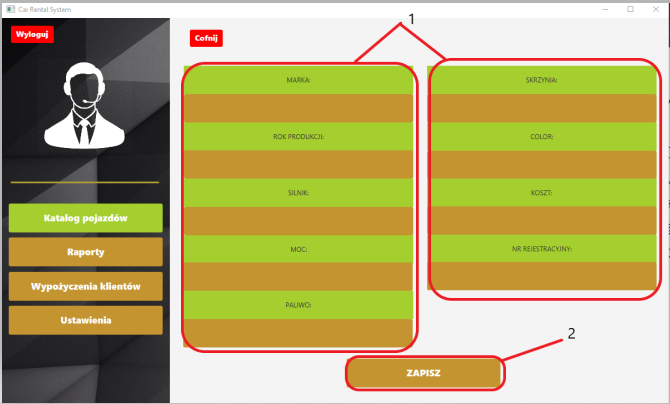 Car Rental System
Wyloguj
Katalog pojazdów
Raporty
Wypożyczenia klientów
Ustawienia
Cofnij
1
MARKA:
ROK PRODUKCJI:
SILNIK:
MOC:
PALIWO:
SKRZYNIA:
COLOR:
KOSZT:
NR REJESTRACYJNY:
2
ZAPISZ